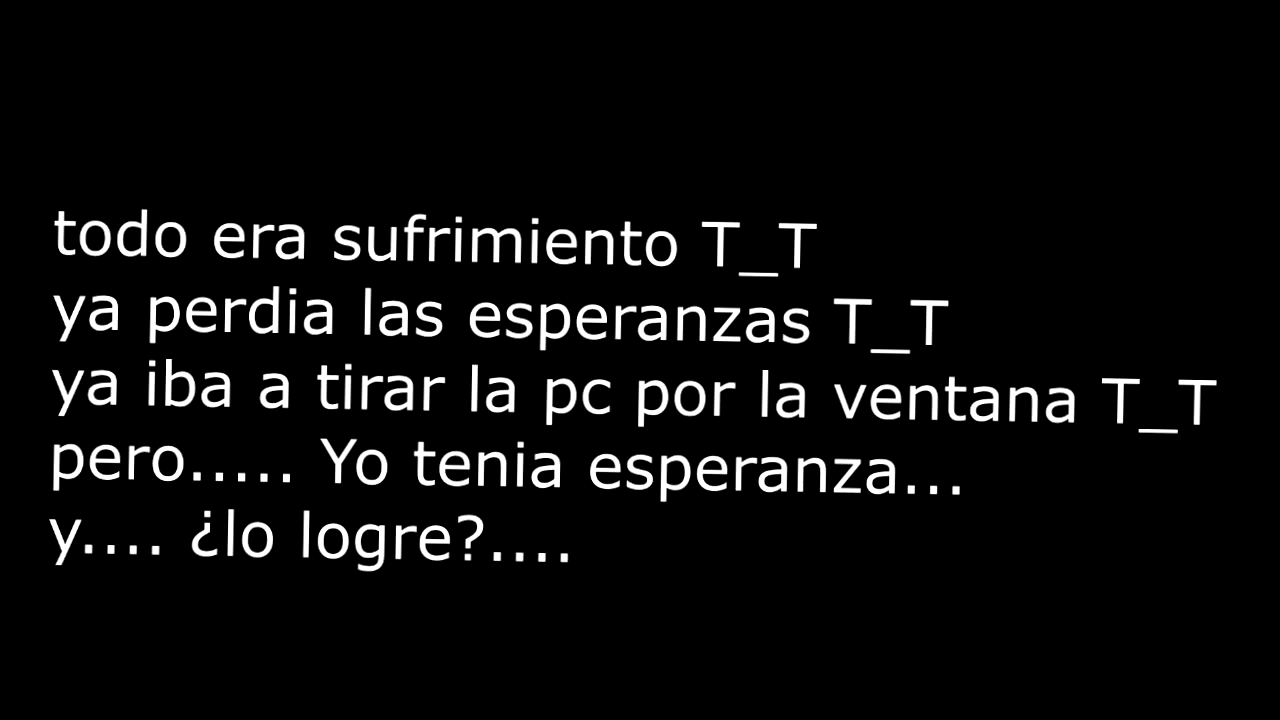 todo era sufrimiento T_T
ya perdia las esperanzas T_T
ya iba a tirar la pc por la ventana T_T
pero..... Yo tenia esperanza...
y.... ¿lo logre?....